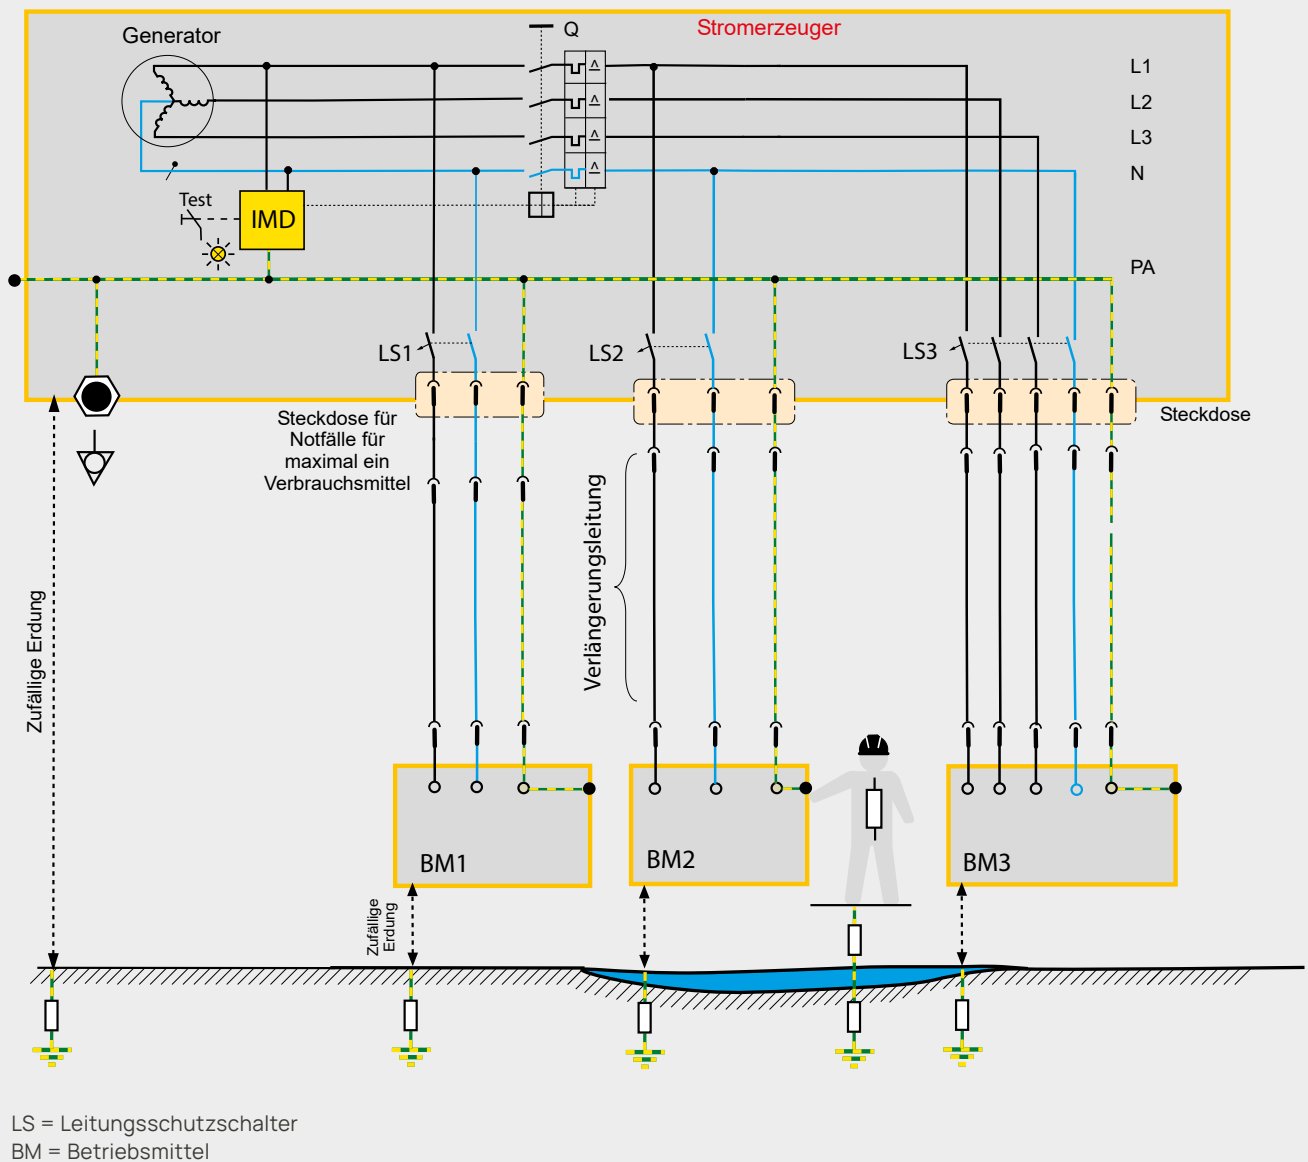 Stromerzeuger
Generator
Q
L1
L2
L3
N
Test
IMD
PA
LS1
LS2
LS3
Steckdose
Steckdose für
Notfälle für
maximal ein
Verbrauchsmittel
Verlängerungsleitung
Zufällige Erdung
BM1
BM2
BM3
Zufällige
Erdung
LS = Leitungsschutzschalter
BM = Betriebsmittel